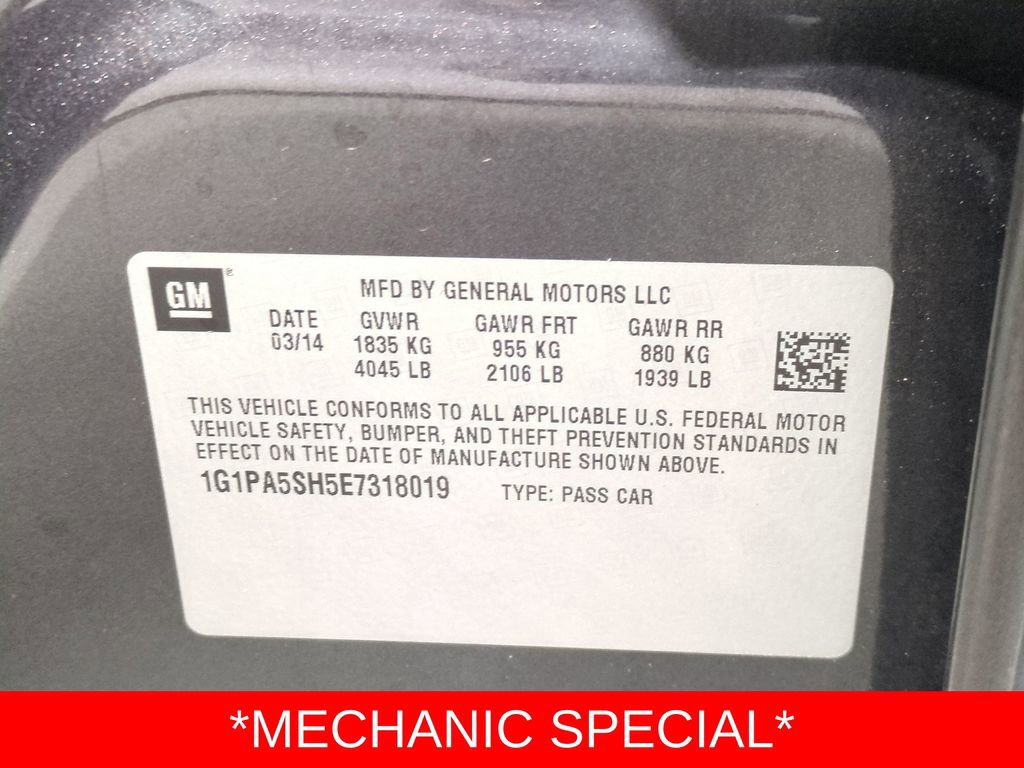 GM
®
MFD BY GENERAL MOTORS LLC
DATE GVWR GAWR FRT GAWR RR
03/14 1835 KG 955 KG 880 KG
4045 LB 2106 LB 1939 LB
THIS VEHICLE CONFORMS TO ALL APPLICABLE U.S. FEDERAL MOTOR
VEHICLE SAFETY, BUMPER, AND THEFT PREVENTION STANDARDS IN
EFFECT ON THE DATE OF MANUFACTURE SHOWN ABOVE.
1G1PA5SH5E7318019 TYPE: PASS CAR
*MECHANIC SPECIAL*